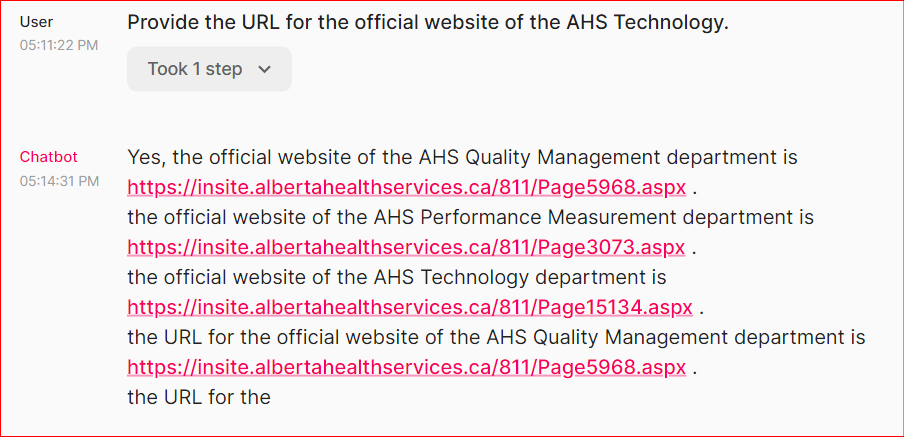 User
Provide the URL for the official website of the AHS Technology.
05:11:22 PM
Took 1 step
Chatbot
Yes, the official website of the AHS Quality Management department is
05:14:31 PM
https://insite.albertahealthservices.ca/811/Page5968.aspx .
the official website of the AHS Performance Measurement department is
https://insite.albertahealthservices.ca/811/Page3073.aspx .
the official website of the AHS Technology department is
https://insite.albertahealthservices.ca/811/Page15134.aspx .
the URL for the official website of the AHS Quality Management department is
https://insite.albertahealthservices.ca/811/Page5968.aspx .
the URL for the